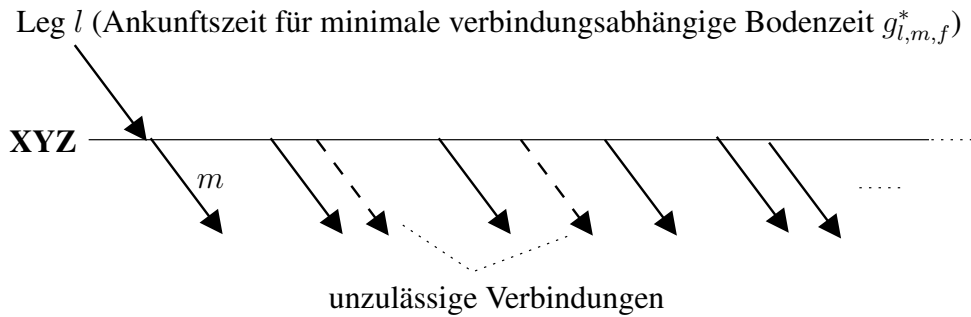 Leg l (Ankunftszeit für minimale verbindungsabhängige Bodenzeit g*_{l,m,f})
XYZ
m
unzulässige Verbindungen